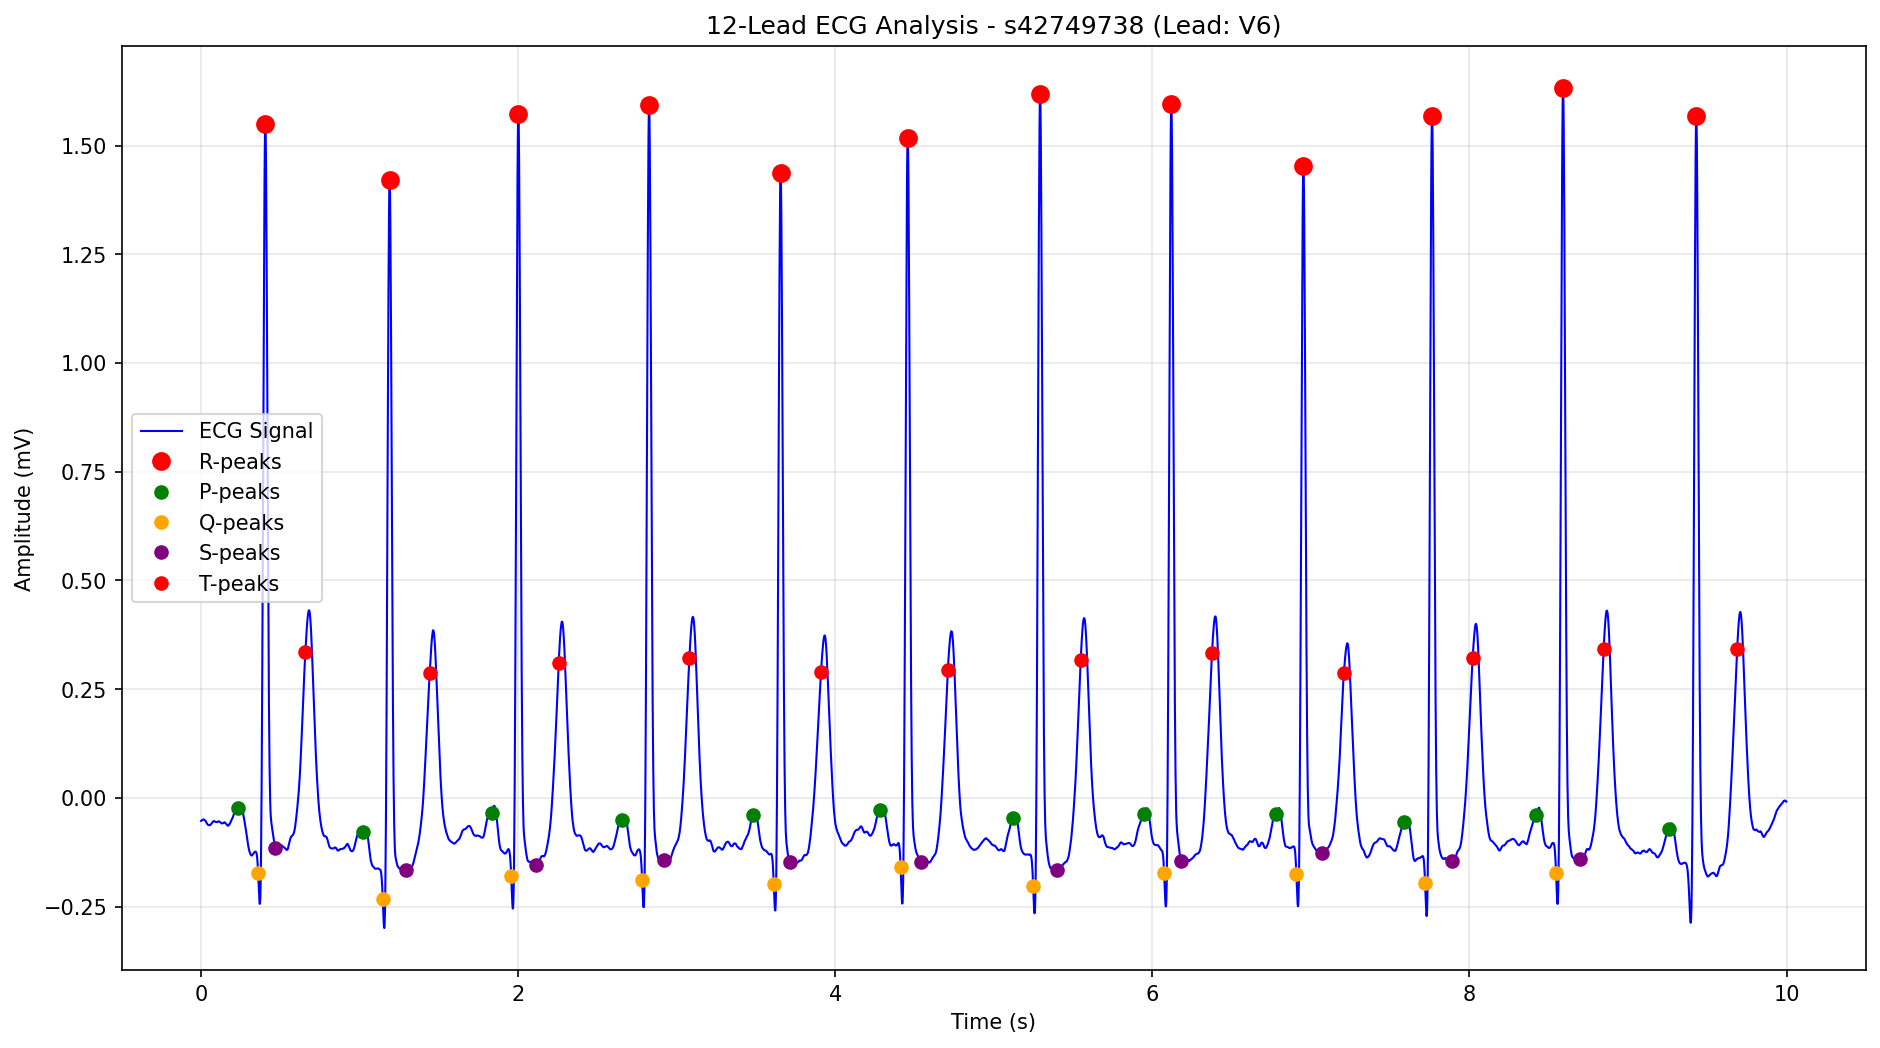 12-Lead ECG Analysis - s42749738 (Lead: V6)
Amplitude (mV)
1.50
1.25
1.00
0.75
0.50
0.25
0.00
−0.25
ECG Signal
R-peaks
P-peaks
Q-peaks
S-peaks
T-peaks
0 2 4 6 8 10
Time (s)